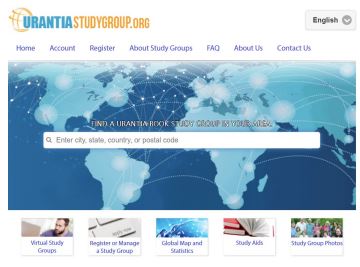 URANTIASTUDYGROUP.ORG
English
Home Account Register About Study Groups FAQ About Us Contact Us
FIND A URANTIA BOOK STUDY GROUP IN YOUR AREA
Enter city, state, country, or postal code
Virtual Study
Groups
Register or Manage
a Study Group
Global Map and
Statistics
Study Aids
Study Group Photos